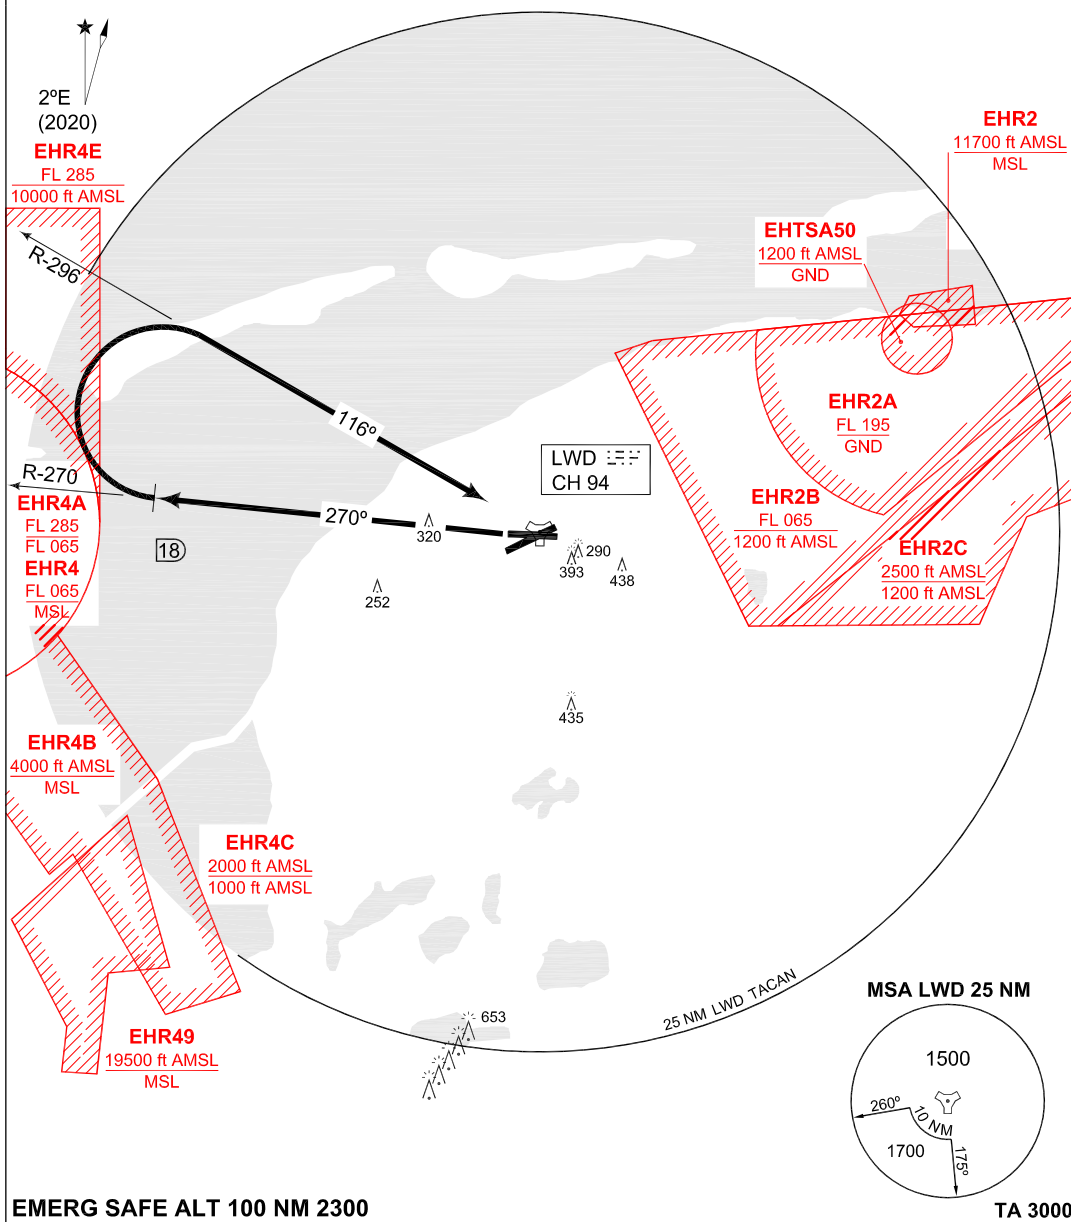 2ºE
(2020)
EHR4E
FL 285
10000 ft AMSL
R-296
EHR2
11700 ft AMSL
MSL
EHTSA50
1200 ft AMSL
GND
116º
EHR2A
FL 195
GND
LWD
CH 94
R-270
EHR4A
FL 285
FL 065
EHR4
FL 065
MSL
18
270º
320
290
393
438
252
EHR2B
FL 065
1200 ft AMSL
EHR2C
2500 ft AMSL
1200 ft AMSL
435
EHR4B
4000 ft AMSL
MSL
EHR4C
2000 ft AMSL
1000 ft AMSL
653
25 NM LWD TACAN
EHR49
19500 ft AMSL
MSL
MSA LWD 25 NM
1500
260º
10 NM
1700
175º
EMERG SAFE ALT 100 NM 2300
TA 3000